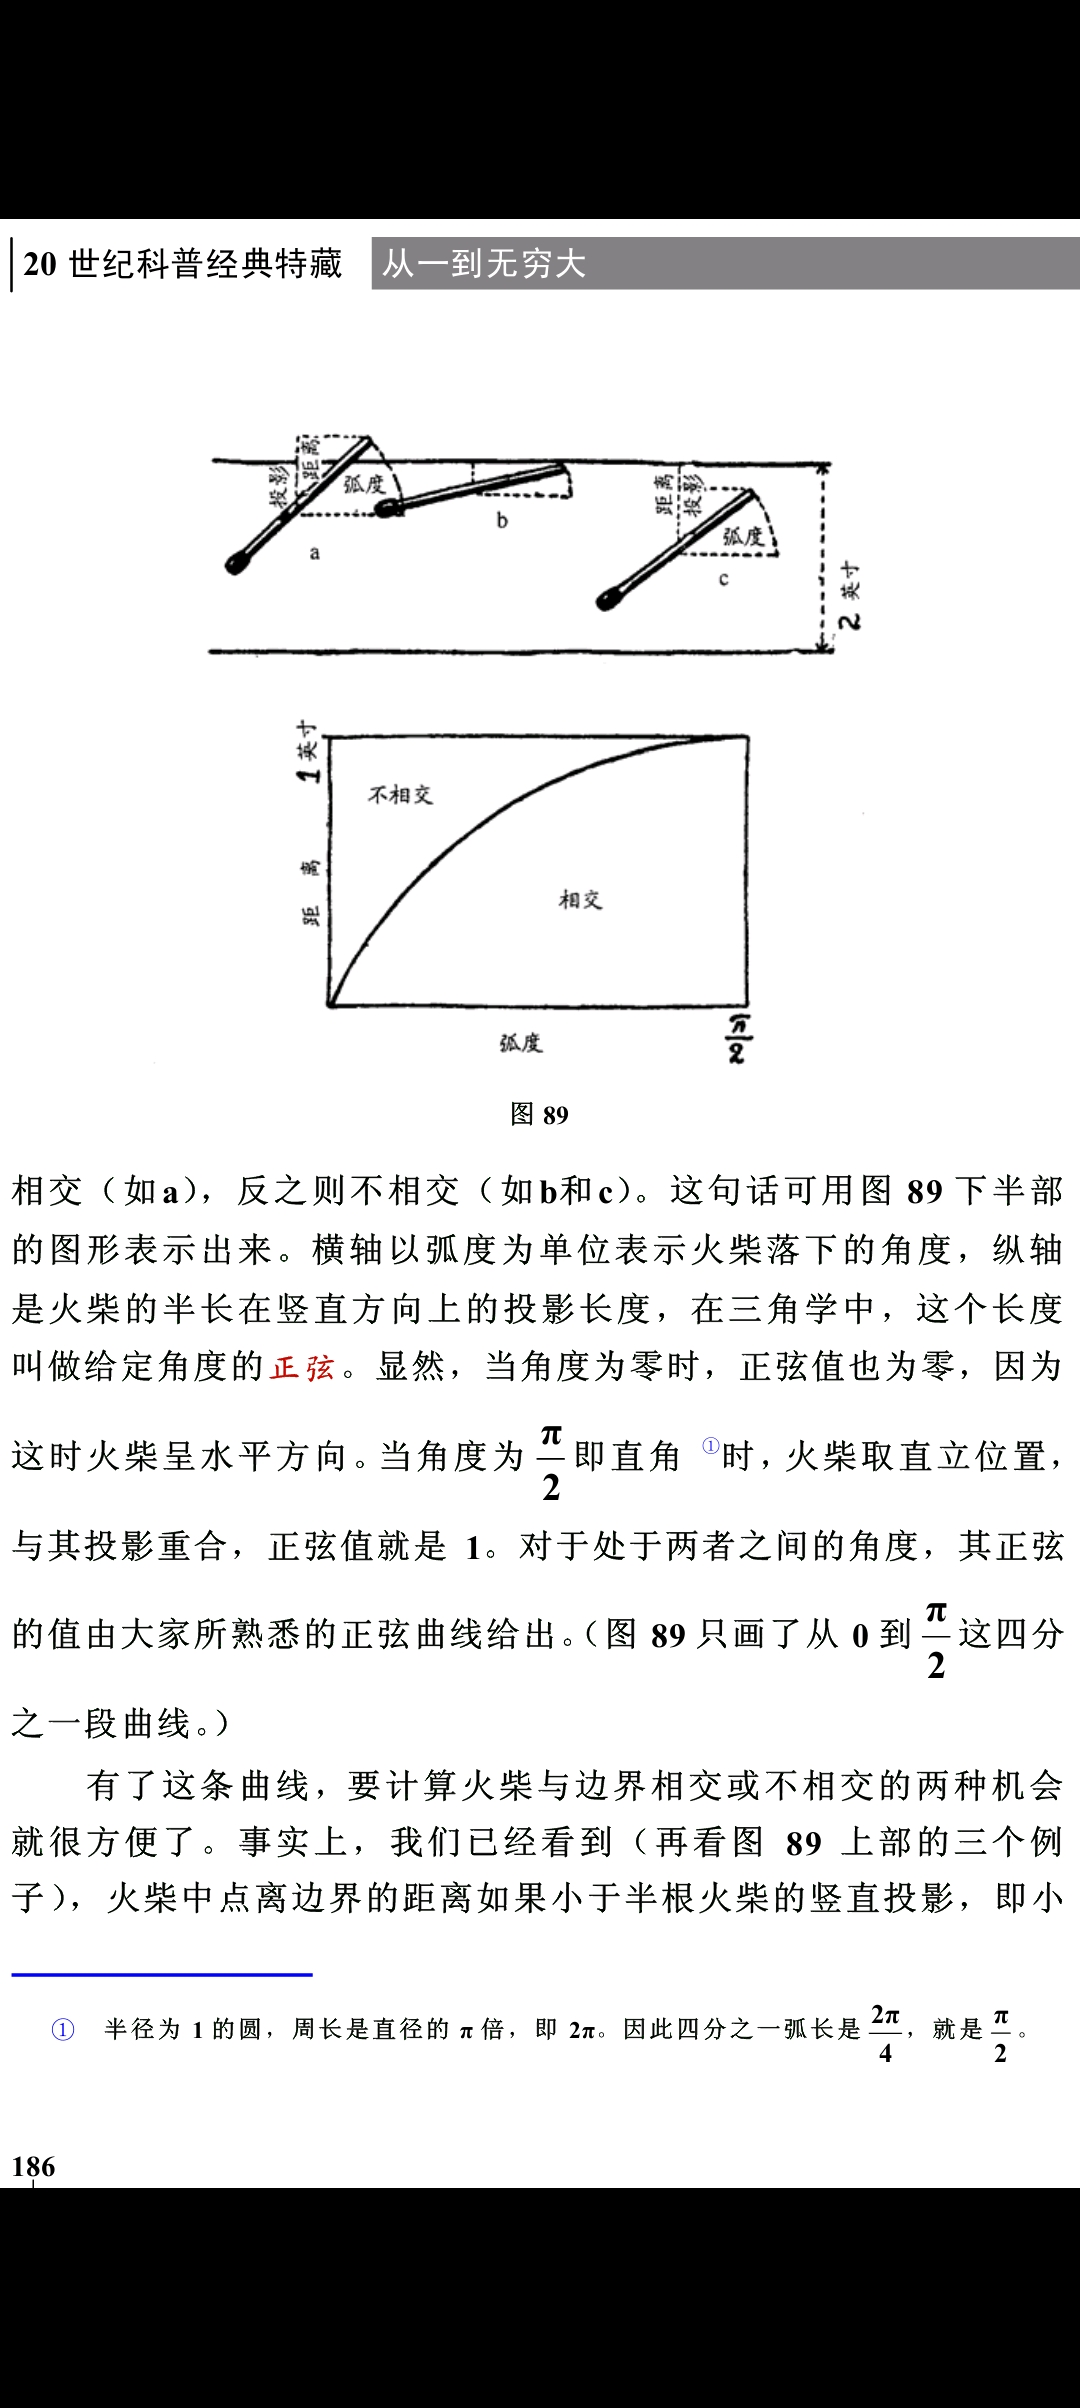 20 世纪科普经典特藏 从一到无穷大
投影 距离 弧度 距离 投影 弧度
a b c
2 英寸
1 英寸
不相交
距离
相交
弧度
π/2
图 89
相交（如a），反之则不相交（如b和c）。这句话可用图 89 下半部
的图形表示出来。横轴以弧度为单位表示火柴落下的角度，纵轴
是火柴的半长在竖直方向上的投影长度，在三角学中，这个长度
叫做给定角度的正弦。显然，当角度为零时，正弦值也为零，因为
这时火柴呈水平方向。当角度为 π/2 即直角 ①时，火柴取直立位置，
与其投影重合，正弦值就是 1。对于处于两者之间的角度，其正弦
的值由大家所熟悉的正弦曲线给出。（图 89 只画了从 0 到 π/2 这四分
之一段曲线。）
有了这条曲线，要计算火柴与边界相交或不相交的两种机会
就很方便了。事实上，我们已经看到（再看图 89 上部的三个例
子），火柴中点离边界的距离如果小于半根火柴的竖直投影，即小
① 半径为 1 的圆，周长是直径的 π 倍，即 2π。因此四分之一弧长是 2π/4，就是 π/2。
186